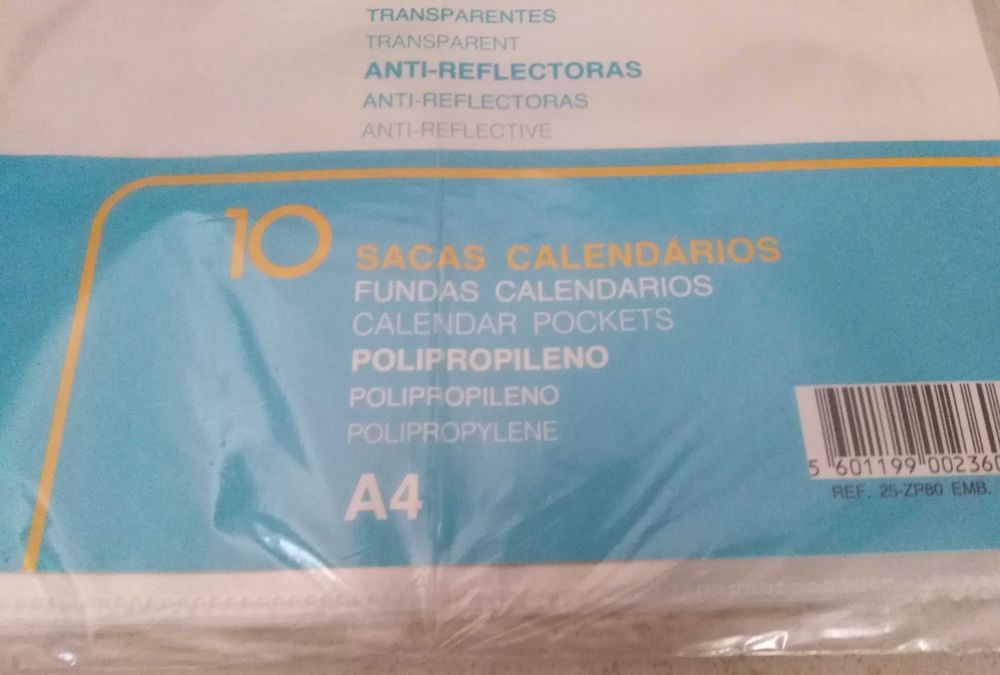 TRANSPARENTES
TRANSPARENT
ANTI-REFLECTORAS
ANTI-REFLECTORAS
ANTI-REFLECTIVE
10 SACAS CALENDÁRIOS
FUNDAS CALENDARIOS
CALENDAR POCKETS
POLIPROPILENO
POLIPROPILENO
POLIPROPYLENE
A4
5 601199 002360
REF. 25-ZP80 EMB.